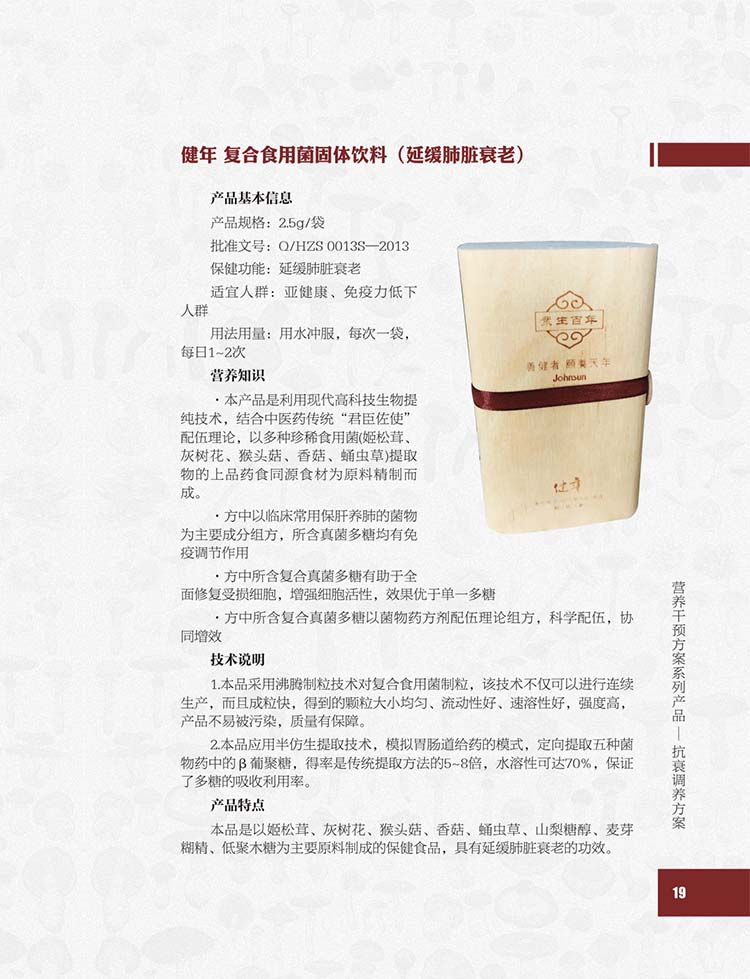 健年 复合食用菌固体饮料（延缓肺脏衰老）
产品基本信息
产品规格：2.5g/袋
批准文号：Q/HZS 0013S—2013
保健功能：延缓肺脏衰老
适宜人群：亚健康、免疫力低下
人群
用法用量：用水冲服，每次一袋，
每日1~2次
营养知识
·本产品是利用现代高科技生物提
纯技术，结合中医药传统“君臣佐使”
配伍理论，以多种珍稀食用菌(姬松茸、
灰树花、猴头菇、香菇、蛹虫草)提取
物的上品药食同源食材为原料精制而
成。
·方中以临床常用保肝养肺的菌物
为主要成分组方，所含真菌多糖均有免
疫调节作用
·方中所含复合真菌多糖有助于全
面修复受损细胞，增强细胞活性，效果优于单一多糖
·方中所含复合真菌多糖以菌物药方剂配伍理论组方，科学配伍，协
同增效
技术说明
1.本品采用沸腾制粒技术对复合食用菌制粒，该技术不仅可以进行连续
生产，而且成粒快，得到的颗粒大小均匀、流动性好、速溶性好，强度高，
产品不易被污染，质量有保障。
2.本品应用半仿生提取技术，模拟胃肠道给药的模式，定向提取五种菌
物药中的β葡聚糖，得率是传统提取方法的5~8倍，水溶性可达70%，保证
了多糖的吸收利用率。
产品特点
本品是以姬松茸、灰树花、猴头菇、香菇、蛹虫草、山梨糖醇、麦芽
糊精、低聚木糖为主要原料制成的保健食品，具有延缓肺脏衰老的功效。
生百年
健者 颐养天年
Johnsun
健年
营养干预方案系列产品—抗衰调养方案
19